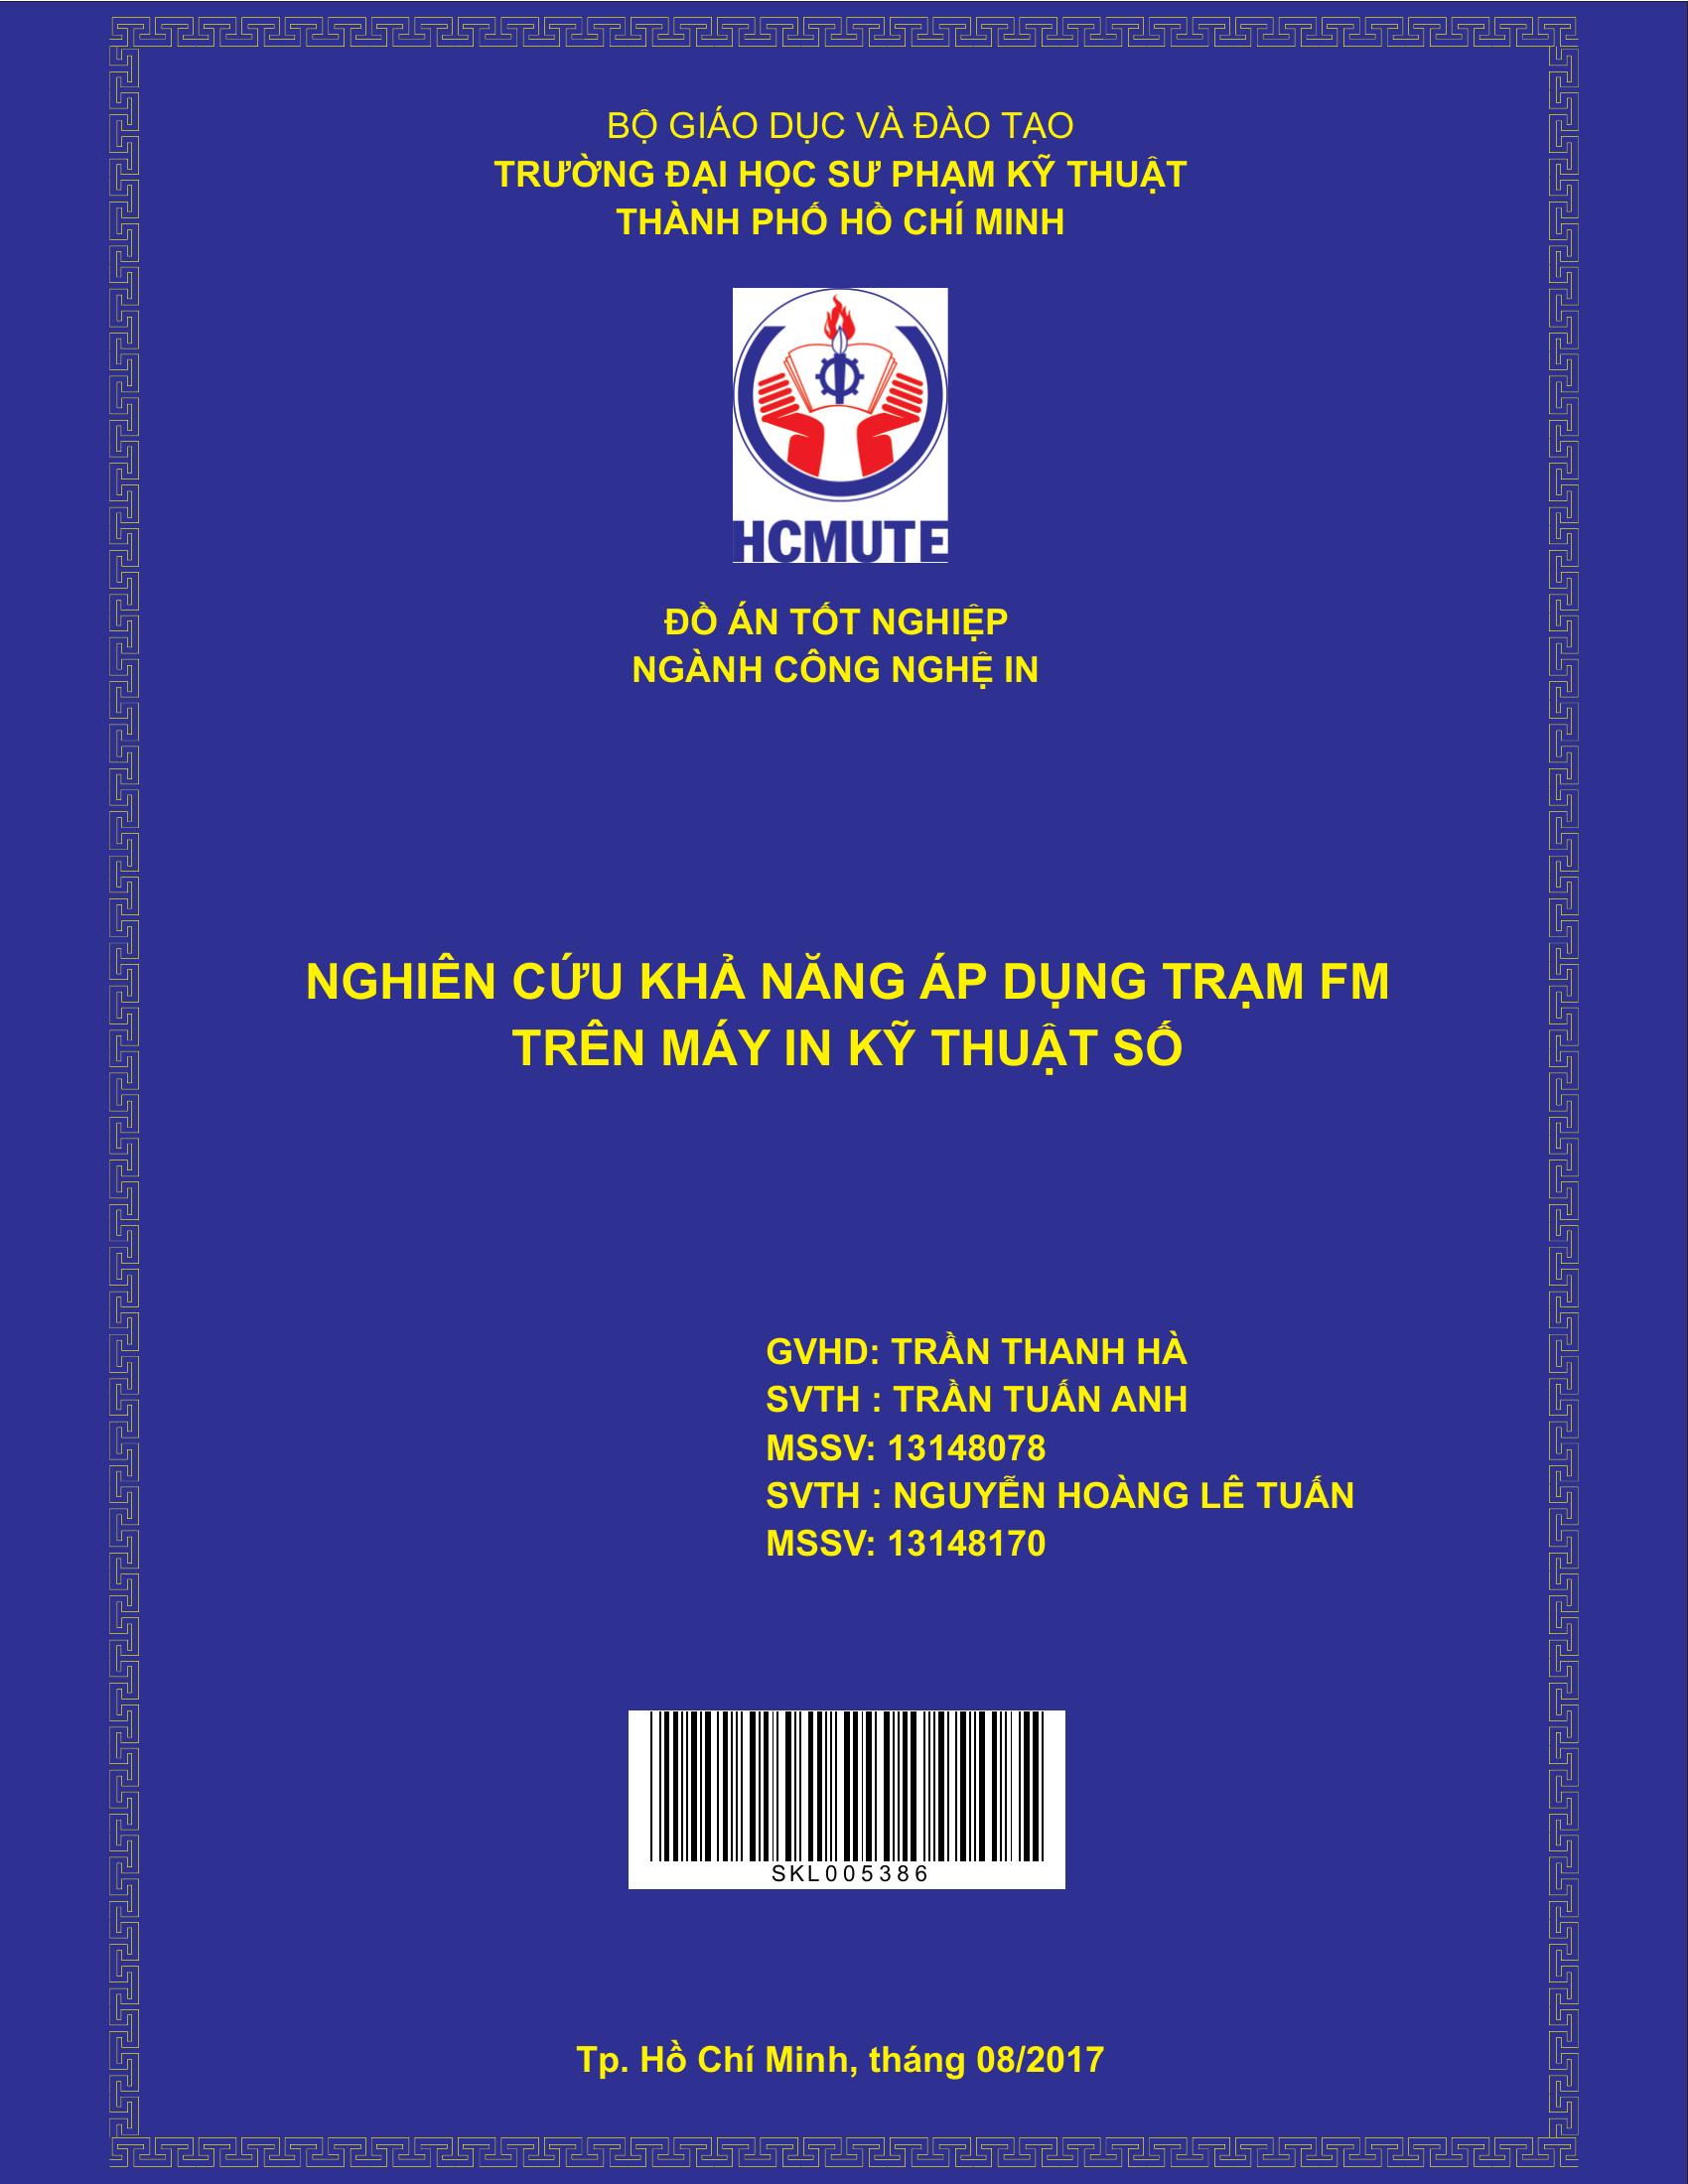 BỘ GIÁO DỤC VÀ ĐÀO TẠO
TRƯỜNG ĐẠI HỌC SƯ PHẠM KỸ THUẬT
THÀNH PHỐ HỒ CHÍ MINH
HCMUTE
ĐỒ ÁN TỐT NGHIỆP
NGÀNH CÔNG NGHỆ IN
NGHIÊN CỨU KHẢ NĂNG ÁP DỤNG TRẠM FM
TRÊN MÁY IN KỸ THUẬT SỐ
GVHD: TRẦN THANH HÀ
SVTH : TRẦN TUẤN ANH
MSSV: 13148078
SVTH : NGUYỄN HOÀNG LÊ TUẤN
MSSV: 13148170
SKL005386
Tp. Hồ Chí Minh, tháng 08/2017